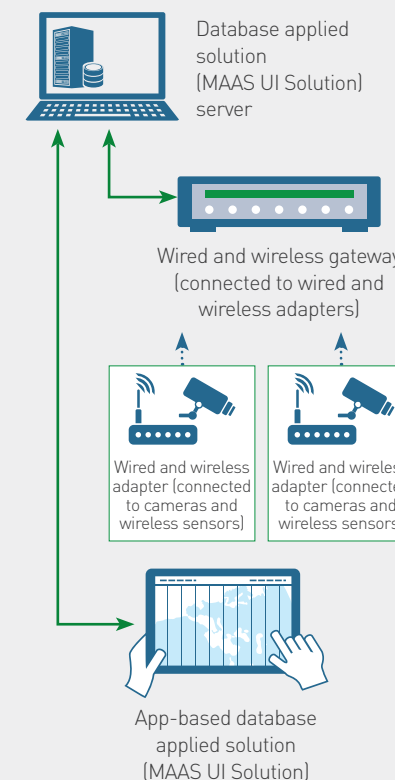 Database applied
solution
(MAAS UI Solution)
server
Wired and wireless gateway
(connected to wired and
wireless adapters)
Wired and wireless
adapter (connected
to cameras and
wireless sensors)
Wired and wireless
adapter (connected
to cameras and
wireless sensors)
App-based database
applied solution
(MAAS UI Solution)